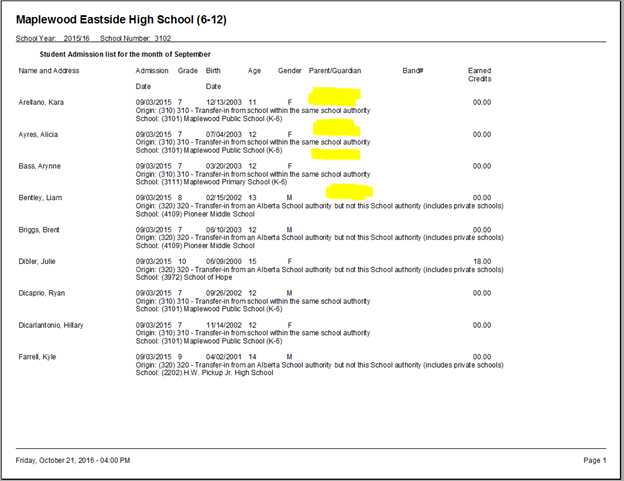 Maplewood Eastside High School (6-12)
School Year: 2015/16 School Number: 3102
Student Admission list for the month of September
Name and Address Admission Date Grade Birth Date Age Gender Parent/Guardian Band# Earned Credits
Arellano, Kara 09/03/2015 7 12/13/2003 11 F 00.00
Origin: (310) 310 - Transfer-in from school within the same school authority
School: (3101) Maplewood Public School (K-6)
Ayres, Alicia 09/03/2015 7 07/04/2003 12 F 00.00
Origin: (310) 310 - Transfer-in from school within the same school authority
School: (3101) Maplewood Public School (K-6)
Bass, Arynne 09/03/2015 7 03/20/2003 12 F 00.00
Origin: (310) 310 - Transfer-in from school within the same school authority
School: (3111) Maplewood Primary School (K-6)
Bentley, Liam 09/03/2015 8 02/15/2002 13 M 00.00
Origin: (320) 320 - Transfer-in from an Alberta School authority but not this School authority (includes private schools)
School: (4109) Pioneer Middle School
Briggs, Brent 09/03/2015 7 06/10/2003 12 M 00.00
Origin: (320) 320 - Transfer-in from an Alberta School authority but not this School authority (includes private schools)
School: (4109) Pioneer Middle School
Dibler, Julie 09/03/2015 10 06/09/2000 15 F 18.00
Origin: (320) 320 - Transfer-in from an Alberta School authority but not this School authority (includes private schools)
School: (3972) School of Hope
Dicaprio, Ryan 09/03/2015 7 09/26/2002 12 M 00.00
Origin: (310) 310 - Transfer-in from school within the same school authority
School: (3101) Maplewood Public School (K-6)
Dicarlantonio, Hillary 09/03/2015 7 11/14/2002 12 F 00.00
Origin: (310) 310 - Transfer-in from school within the same school authority
School: (3101) Maplewood Public School (K-6)
Farrell, Kyle 09/03/2015 9 04/02/2001 14 M 00.00
Origin: (320) 320 - Transfer-in from an Alberta School authority but not this School authority (includes private schools)
School: (2202) H.W. Pickup Jr. High School
Friday, October 21, 2016 - 04:00 PM Page 1